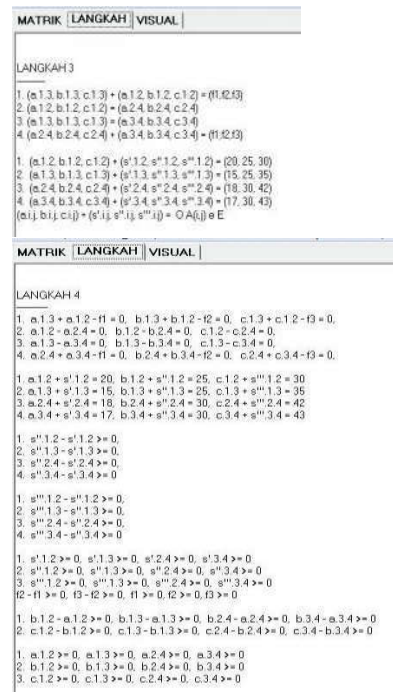 MATRIK LANGKAH VISUAL
LANGKAH 3
1. (a.1.3, b.1.3, c.1.3) + (a.1.2, b.1.2, c.1.2) = (f1,f2,f3)
2. (a.1.2, b.1.2, c.1.2) = (a.2.4, b.2.4, c.2.4)
3. (a.1.3, b.1.3, c.1.3) = (a.3.4, b.3.4, c.3.4)
4. (a.2.4, b.2.4, c.2.4) + (a.3.4, b.3.4, c.3.4) = (f1,f2,f3)
1. (a.1.2, b.1.2, c.1.2) + (s'.1.2, s".1.2, s'".1.2) = (20, 25, 30)
2. (a.1.3, b.1.3, c.1.3) + (s'.1.3, s".1.3, s'".1.3) = (15, 25, 35)
3. (a.2.4, b.2.4, c.2.4) + (s'.2.4, s".2.4, s'".2.4) = (18, 30, 42)
4. (a.3.4, b.3.4, c.3.4) + (s'.3.4, s".3.4, s'".3.4) = (17, 30, 43)
(a.i.j, b.i.j, c.i.j) + (s'.i.j, s".i.j, s'".i.j) = O A(i,j) e E
MATRIK LANGKAH VISUAL
LANGKAH 4
1. a.1.3 + a.1.2 - f1 = 0, b.1.3 + b.1.2 - f2 = 0, c.1.3 + c.1.2 - f3 = 0,
2. a.1.2 - a.2.4 = 0, b.1.2 - b.2.4 = 0, c.1.2 - c.2.4 = 0,
3. a.1.3 - a.3.4 = 0, b.1.3 - b.3.4 = 0, c.1.3 - c.3.4 = 0,
4. a.2.4 + a.3.4 - f1 = 0, b.2.4 + b.3.4 - f2 = 0, c.2.4 + c.3.4 - f3 = 0,
1. a.1.2 + s'.1.2 = 20, b.1.2 + s".1.2 = 25, c.1.2 + s'".1.2 = 30
2. a.1.3 + s'.1.3 = 15, b.1.3 + s".1.3 = 25, c.1.3 + s'".1.3 = 35
3. a.2.4 + s'.2.4 = 18, b.2.4 + s".2.4 = 30, c.2.4 + s'".2.4 = 42
4. a.3.4 + s'.3.4 = 17, b.3.4 + s".3.4 = 30, c.3.4 + s'".3.4 = 43
1. s".1.2 - s'.1.2 >= 0,
2. s".1.3 - s'.1.3 >= 0,
3. s".2.4 - s'.2.4 >= 0,
4. s".3.4 - s'.3.4 >= 0
1. s'".1.2 - s".1.2 >= 0,
2. s'".1.3 - s".1.3 >= 0,
3. s'".2.4 - s".2.4 >= 0,
4. s'".3.4 - s".3.4 >= 0
1. s'.1.2 >= 0, s'.1.3 >= 0, s'.2.4 >= 0, s'.3.4 >= 0
2. s".1.2 >= 0, s".1.3 >= 0, s".2.4 >= 0, s".3.4 >= 0
3. s'".1.2 >= 0, s'".1.3 >= 0, s'".2.4 >= 0, s'".3.4 >= 0
f2 - f1 >= 0, f3 - f2 >= 0, f1 >= 0, f2 >= 0, f3 >= 0
1. b.1.2 - a.1.2 >= 0, b.1.3 - a.1.3 >= 0, b.2.4 - a.2.4 >= 0, b.3.4 - a.3.4 >= 0
2. c.1.2 - b.1.2 >= 0, c.1.3 - b.1.3 >= 0, c.2.4 - b.2.4 >= 0, c.3.4 - b.3.4 >= 0
1. a.1.2 >= 0, a.1.3 >= 0, a.2.4 >= 0, a.3.4 >= 0
2. b.1.2 >= 0, b.1.3 >= 0, b.2.4 >= 0, b.3.4 >= 0
3. c.1.2 >= 0, c.1.3 >= 0, c.2.4 >= 0, c.3.4 >= 0